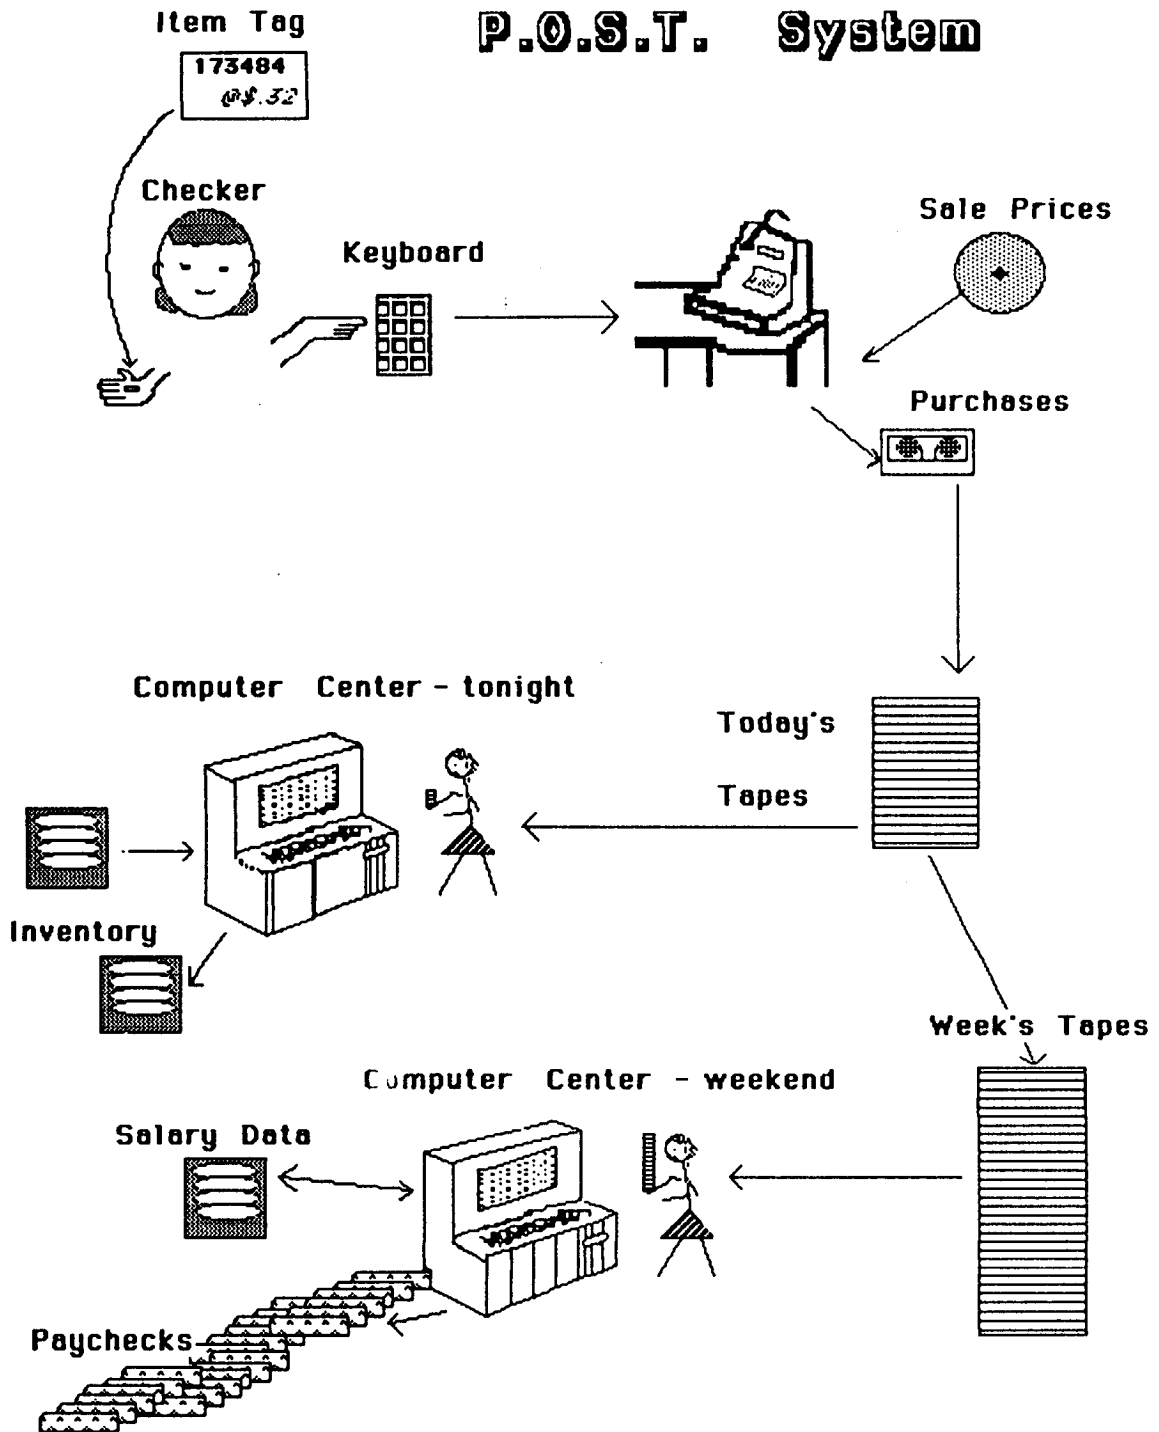 Item Tag
P.O.S.T. System
173484
@$.32
Checker
Keyboard
Sale Prices
Purchases
Computer Center - tonight
Today's
Tapes
Inventory
Week's Tapes
Computer Center - weekend
Salary Data
Paychecks